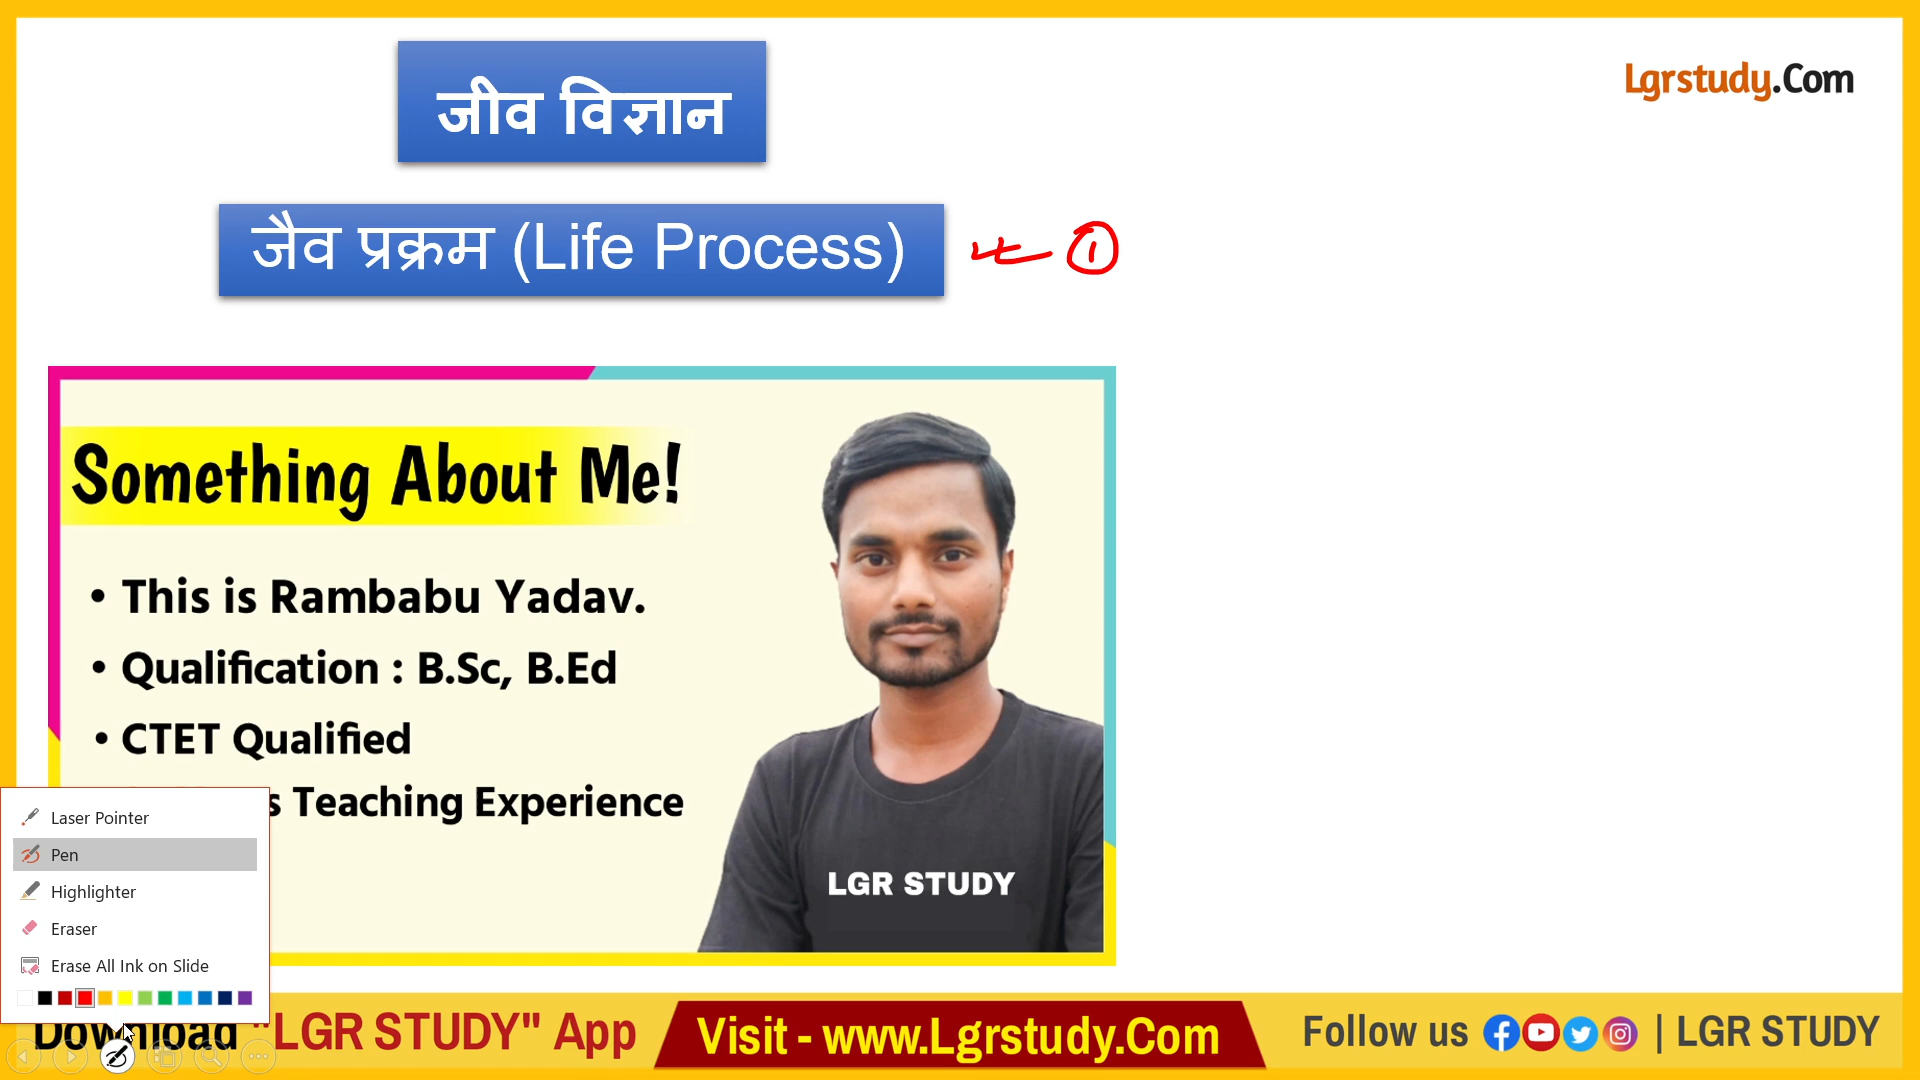 जीव विज्ञान
Lgrstudy.Com
जैव प्रक्रम (Life Process)
①
Something About Me!
• This is Rambabu Yadav.
• Qualification : B.Sc, B.Ed
• CTET Qualified
s Teaching Experience
LGR STUDY
Laser Pointer
Pen
Highlighter
Eraser
Erase All Ink on Slide
Download "LGR STUDY" App
Visit - www.Lgrstudy.Com
Follow us | LGR STUDY